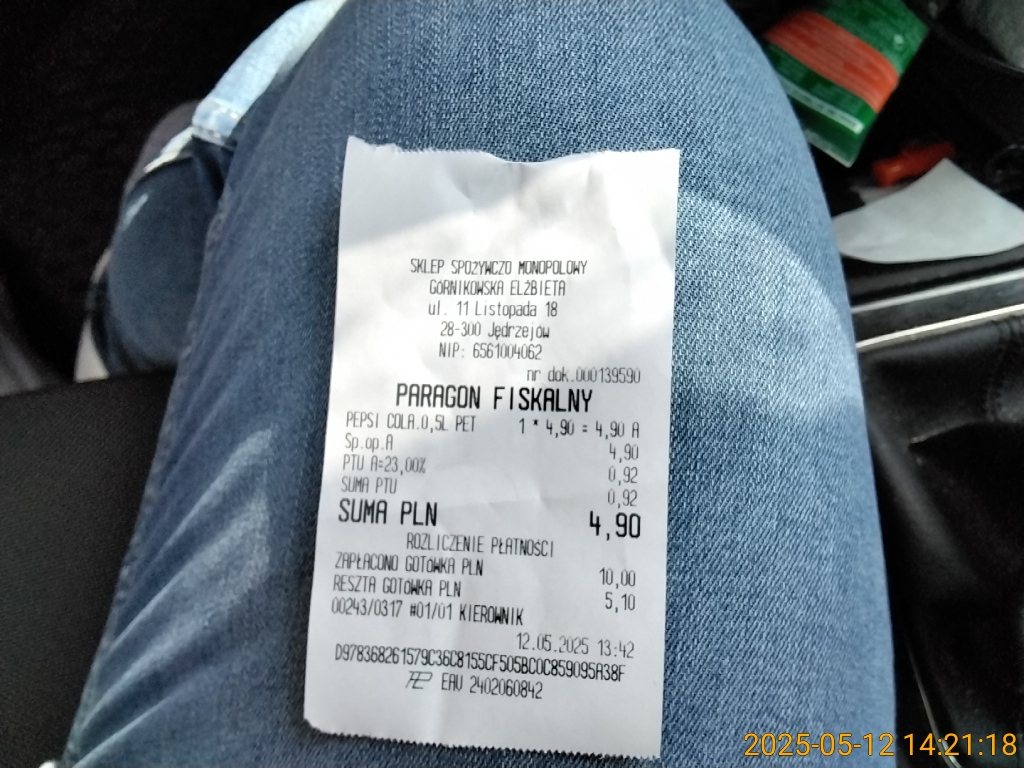 SKLEP SPOŻYWCZO MONOPOLOWY
GÓRNIKOWSKA ELŻBIETA
ul. 11 Listopada 18
28-300 Jędrzejów
NIP: 6561004062
nr dok.000139590
PARAGON FISKALNY
PEPSI COLA.0,5L PET 1 * 4,90 = 4,90 A
Sp.op.A 4,90
PTU A=23,00% 0,92
SUMA PTU 0,92
SUMA PLN 4,90
ROZLICZENIE PŁATNOŚCI
ZAPŁACONO GOTÓWKA PLN 10,00
RESZTA GOTÓWKA PLN 5,10
00243/0317 #01/01 KIEROWNIK
12.05.2025 13:42
D978368261579C36C8155CF505BC0C859095A38F
EAU 2402060842
2025-05-12 14:21:18